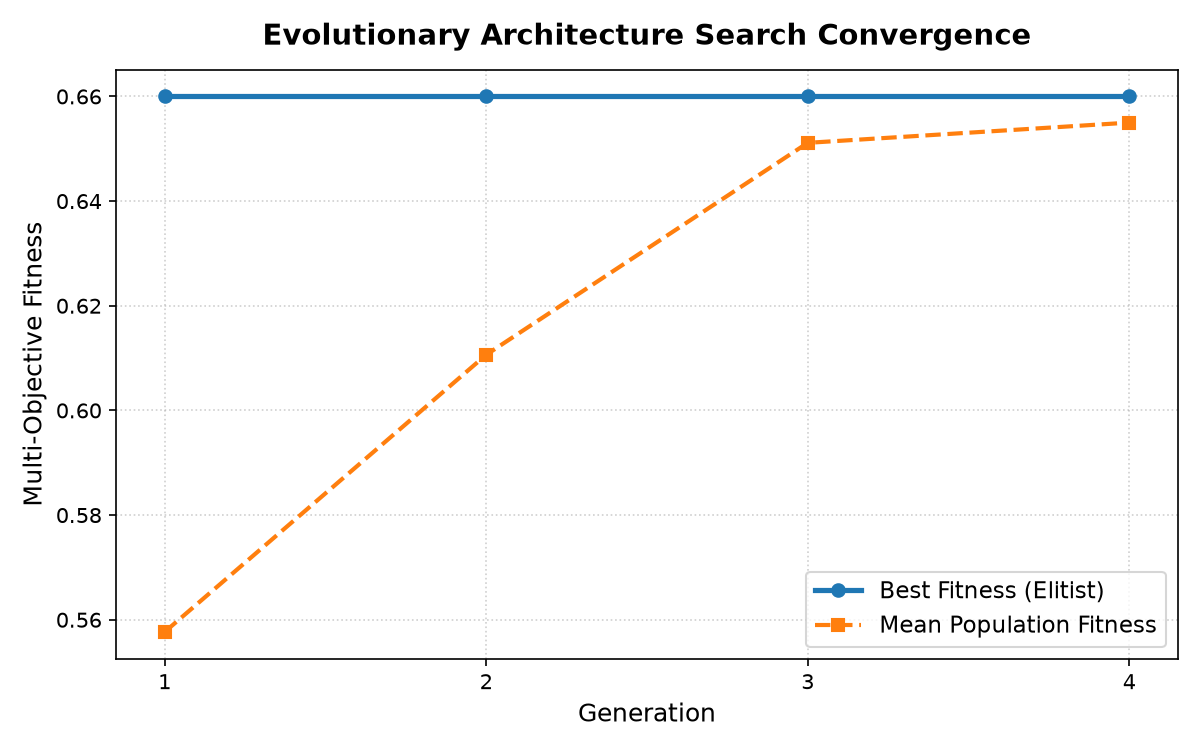 Evolutionary Architecture Search Convergence
Multi-Objective Fitness
0.66
0.64
0.62
0.60
0.58
0.56
Best Fitness (Elitist)
Mean Population Fitness
1
2
3
4
Generation